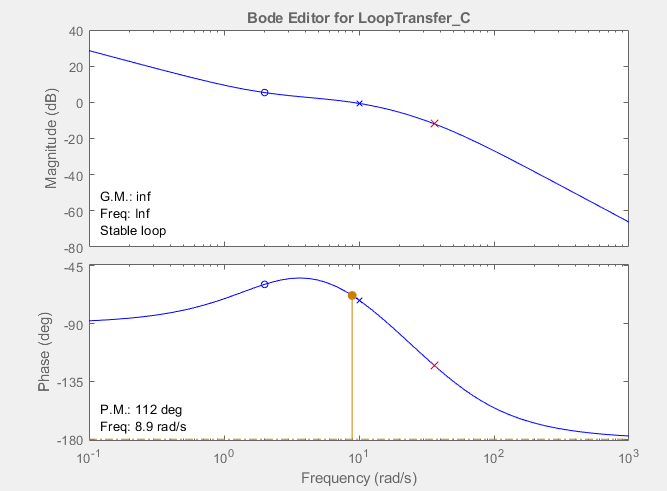 Bode Editor for LoopTransfer_C
40
20
0
-20
-40
-60
-80
Magnitude (dB)
G.M.: inf
Freq: Inf
Stable loop
-45
-90
-135
-180
Phase (deg)
P.M.: 112 deg
Freq: 8.9 rad/s
10^-1
10^0
10^1
10^2
10^3
Frequency (rad/s)